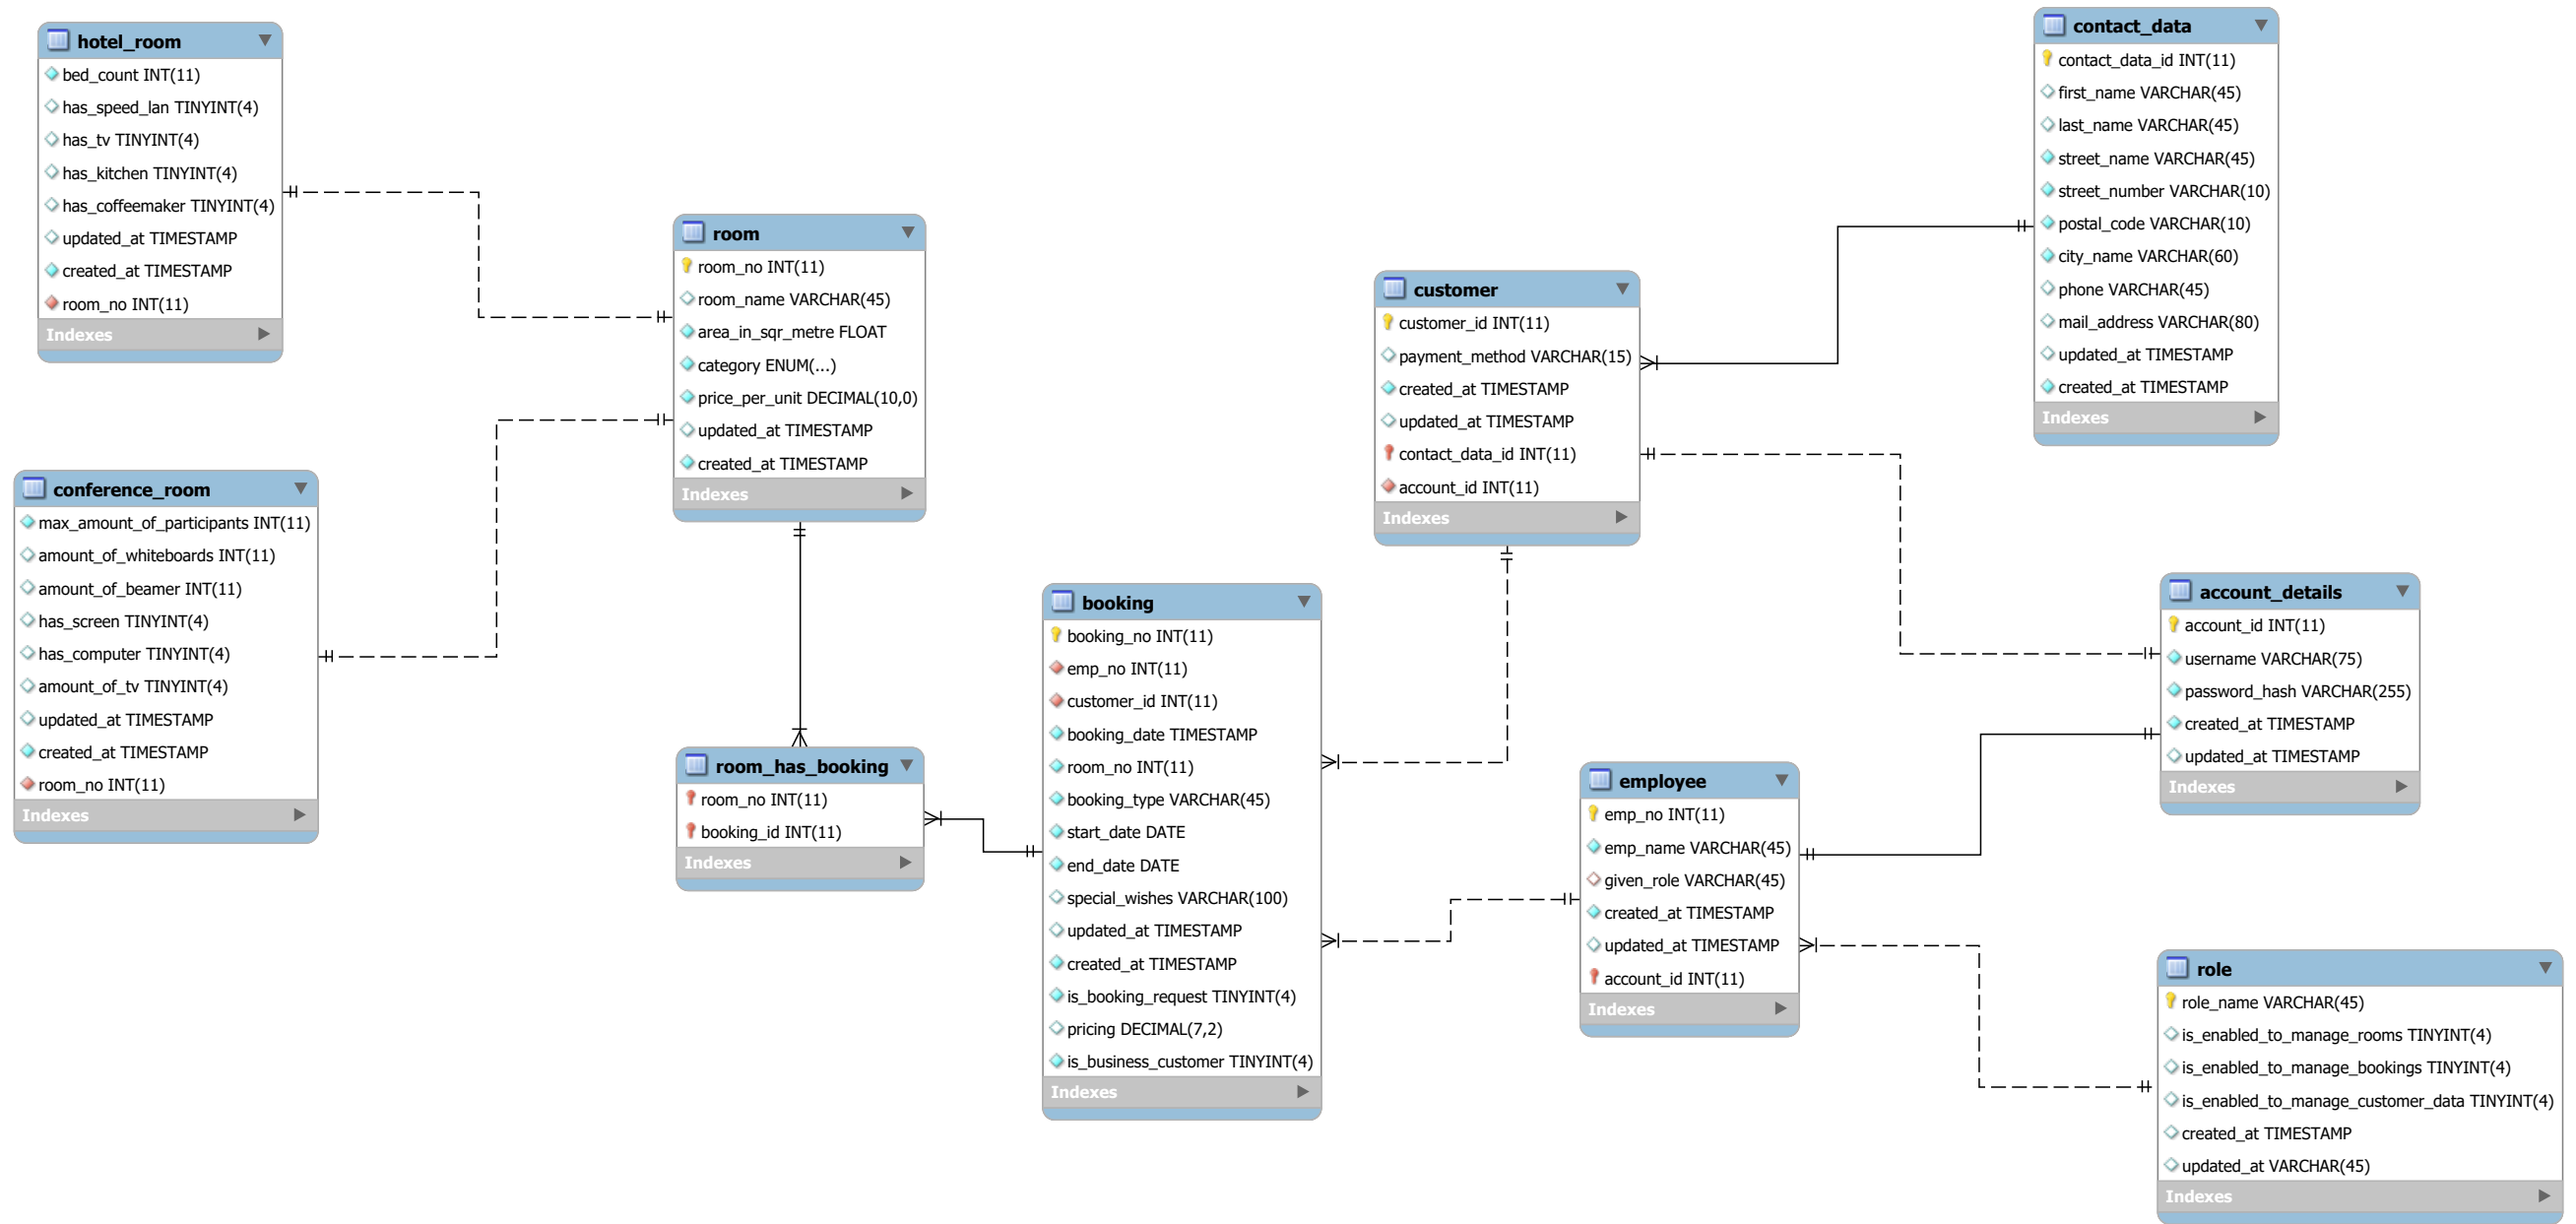 hotel_room
bed_count INT(11)
has_speed_lan TINYINT(4)
has_tv TINYINT(4)
has_kitchen TINYINT(4)
has_coffeemaker TINYINT(4)
updated_at TIMESTAMP
created_at TIMESTAMP
room_no INT(11)
Indexes
conference_room
max_amount_of_participants INT(11)
amount_of_whiteboards INT(11)
amount_of_beamer INT(11)
has_screen TINYINT(4)
has_computer TINYINT(4)
amount_of_tv TINYINT(4)
updated_at TIMESTAMP
created_at TIMESTAMP
room_no INT(11)
Indexes
room
room_no INT(11)
room_name VARCHAR(45)
area_in_sqr_metre FLOAT
category ENUM(...)
price_per_unit DECIMAL(10,0)
updated_at TIMESTAMP
created_at TIMESTAMP
Indexes
room_has_booking
room_no INT(11)
booking_id INT(11)
Indexes
booking
booking_no INT(11)
emp_no INT(11)
customer_id INT(11)
booking_date TIMESTAMP
room_no INT(11)
booking_type VARCHAR(45)
start_date DATE
end_date DATE
special_wishes VARCHAR(100)
updated_at TIMESTAMP
created_at TIMESTAMP
is_booking_request TINYINT(4)
pricing DECIMAL(7,2)
is_business_customer TINYINT(4)
Indexes
customer
customer_id INT(11)
payment_method VARCHAR(15)
created_at TIMESTAMP
updated_at TIMESTAMP
contact_data_id INT(11)
account_id INT(11)
Indexes
employee
emp_no INT(11)
emp_name VARCHAR(45)
given_role VARCHAR(45)
created_at TIMESTAMP
updated_at TIMESTAMP
account_id INT(11)
Indexes
contact_data
contact_data_id INT(11)
first_name VARCHAR(45)
last_name VARCHAR(45)
street_name VARCHAR(45)
street_number VARCHAR(10)
postal_code VARCHAR(10)
city_name VARCHAR(60)
phone VARCHAR(45)
mail_address VARCHAR(80)
updated_at TIMESTAMP
created_at TIMESTAMP
Indexes
account_details
account_id INT(11)
username VARCHAR(75)
password_hash VARCHAR(255)
created_at TIMESTAMP
updated_at TIMESTAMP
Indexes
role
role_name VARCHAR(45)
is_enabled_to_manage_rooms TINYINT(4)
is_enabled_to_manage_bookings TINYINT(4)
is_enabled_to_manage_customer_data TINYINT(4)
created_at TIMESTAMP
updated_at VARCHAR(45)
Indexes